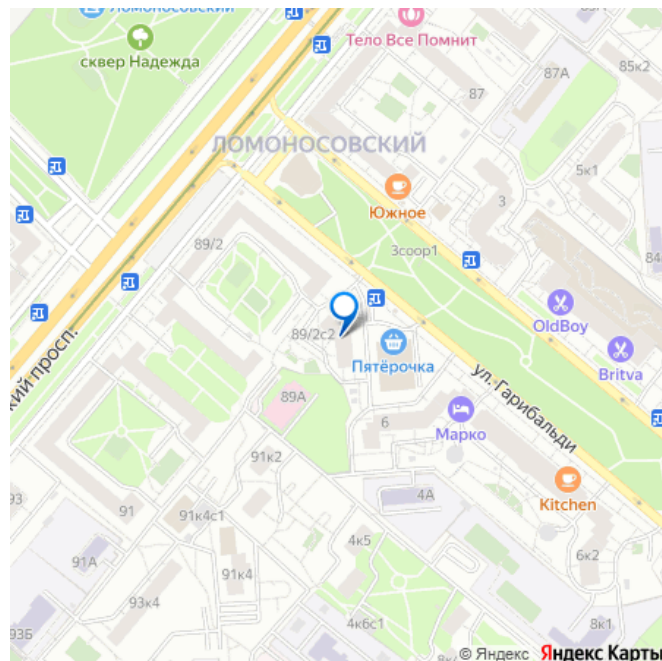 ЛОМОНОСОВСКИЙ
сквер Надежда
Тело Все Помнит
87А
85к2
87
ЛОМОНОСОВСКИЙ
5к1
Южное
3
89/2
3соор1
84
OldBoy
89/2с2
Пятёрочка
Britva
кий просп.
ул. Гарибальди
89А
Марко
6
91к2
93
91
4А
Kitchen
91к4с1
4к5
91А
91к4
6к2
93к4
4к6с1
8к1
93Б
© Яндекс Яндекс Карты